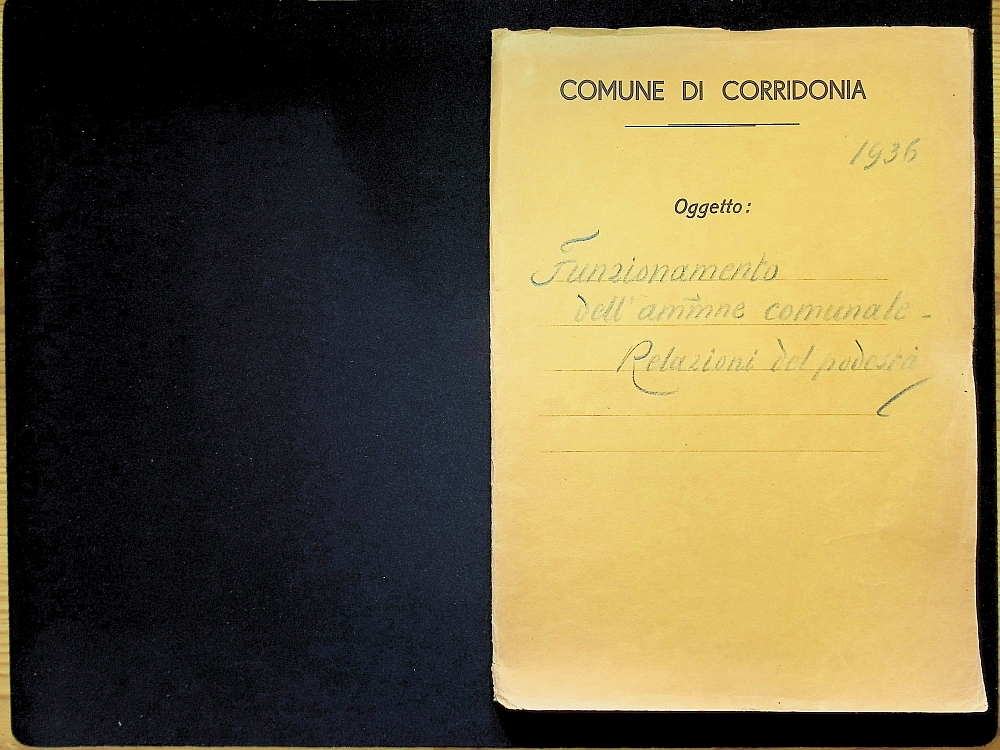 COMUNE DI CORRIDONIA
1936
Oggetto:
Funzionamento
dell' ammne comunale -
Relazioni del podestà